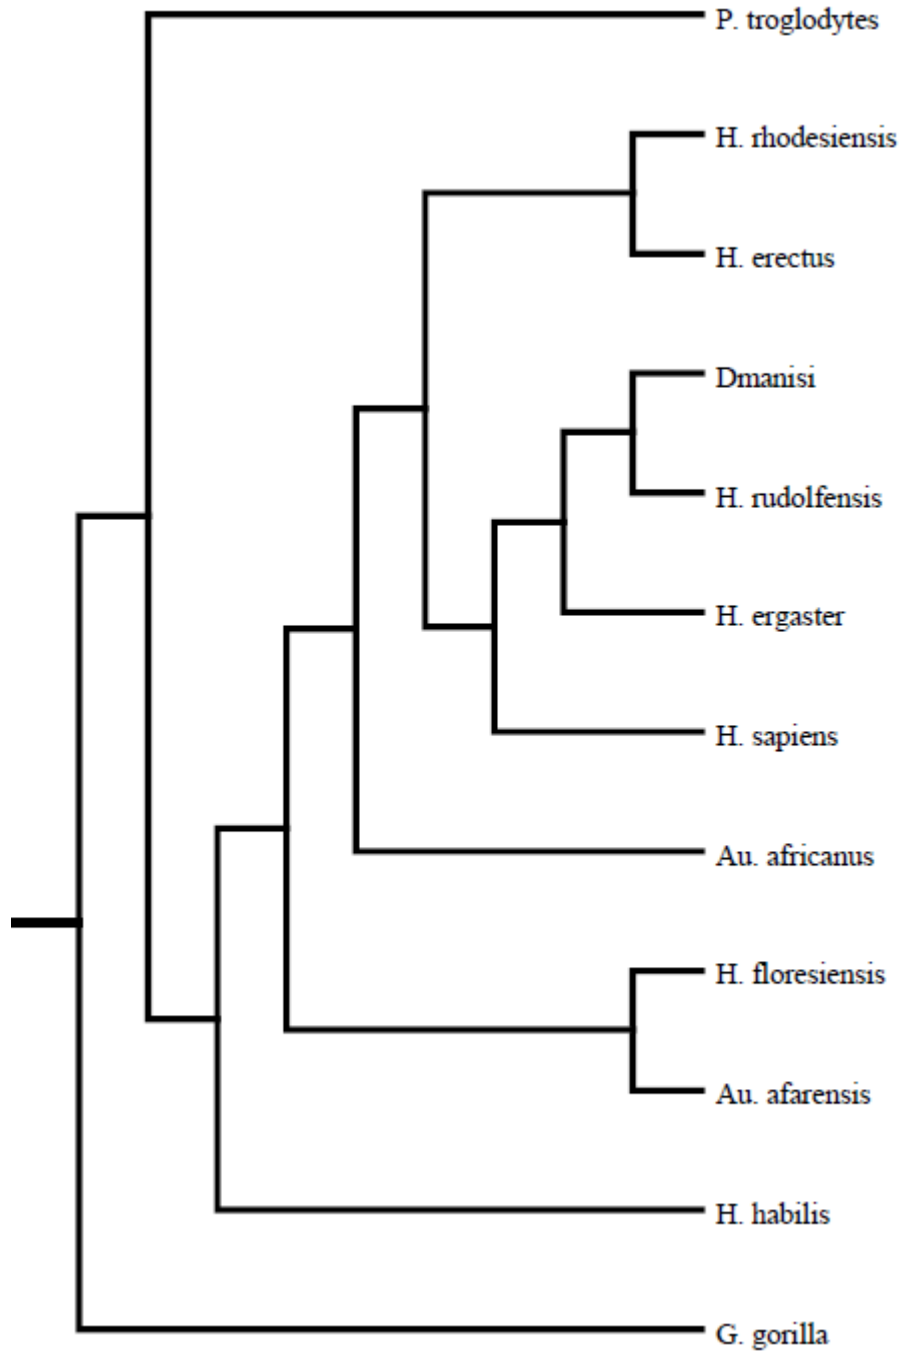 P. troglodytes
H. rhodesiensis
H. erectus
Dmanisi
H. rudolfensis
H. ergaster
H. sapiens
Au. africanus
H. floresiensis
Au. afarensis
H. habilis
G. gorilla